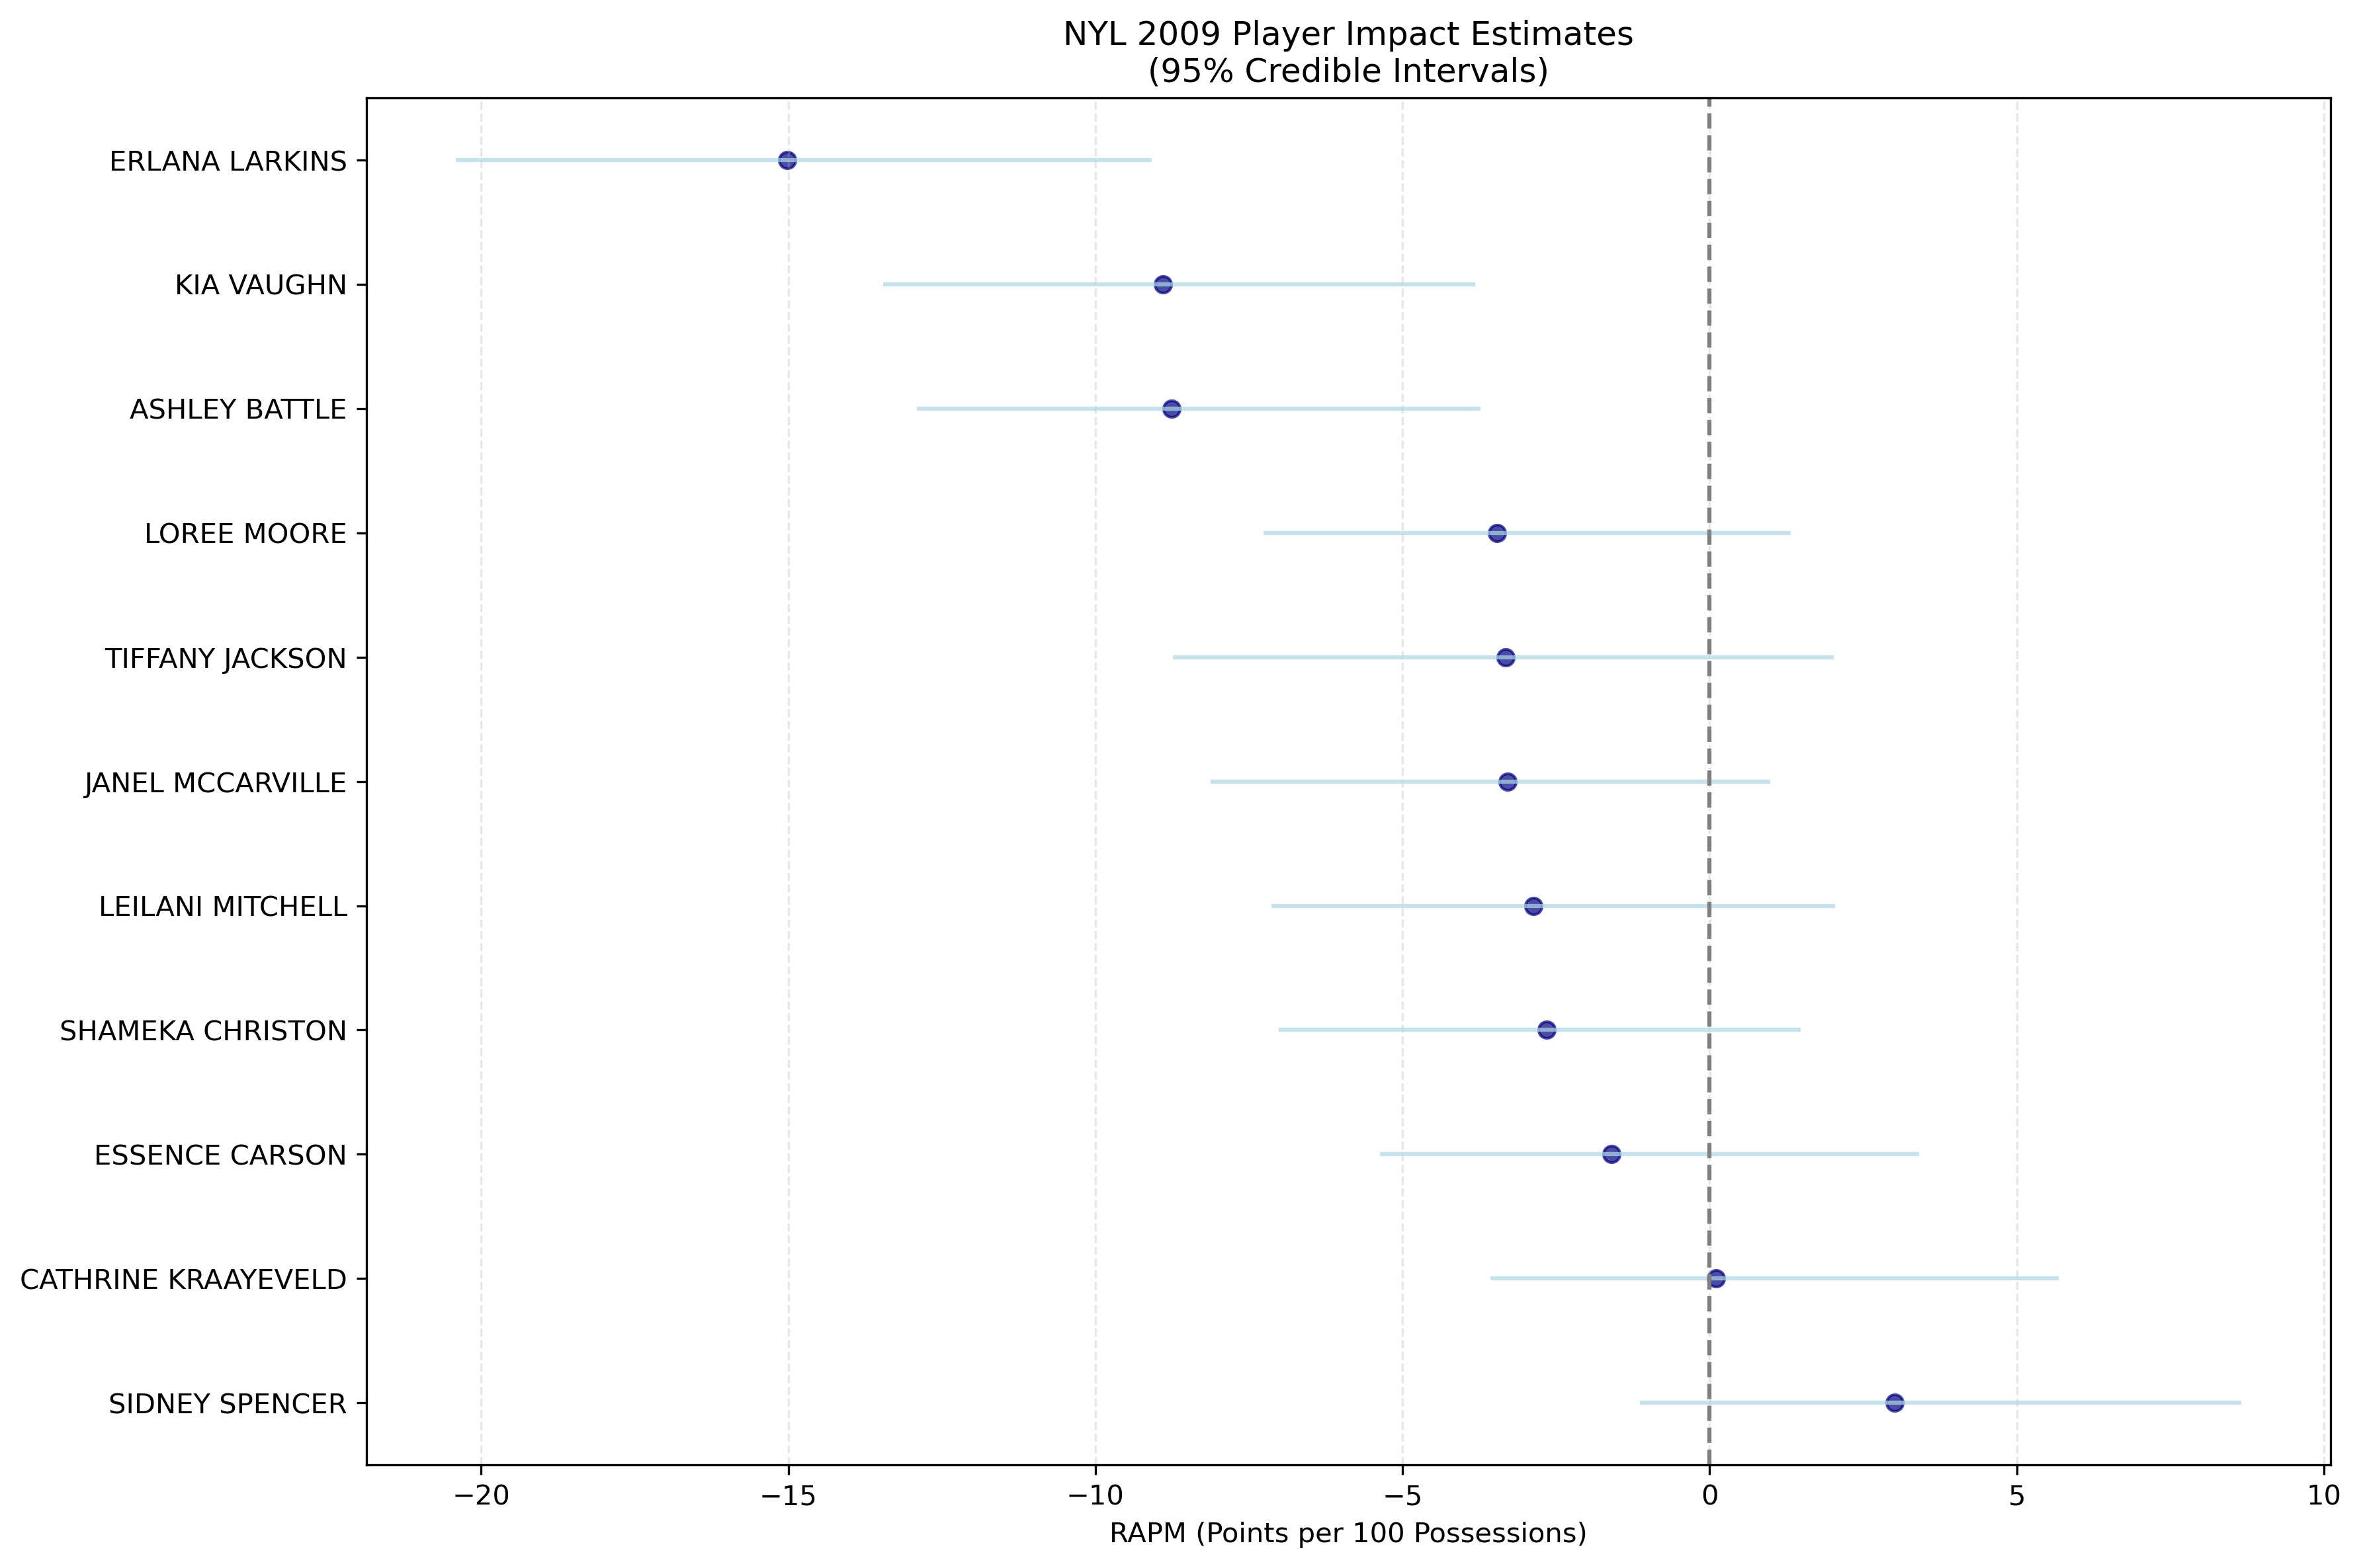 NYL 2009 Player Impact Estimates
(95% Credible Intervals)
ERLANA LARKINS
KIA VAUGHN
ASHLEY BATTLE
LOREE MOORE
TIFFANY JACKSON
JANEL MCCARVILLE
LEILANI MITCHELL
SHAMEKA CHRISTON
ESSENCE CARSON
CATHRINE KRAAYEVELD
SIDNEY SPENCER
−20 −15 −10 −5 0 5 10
RAPM (Points per 100 Possessions)